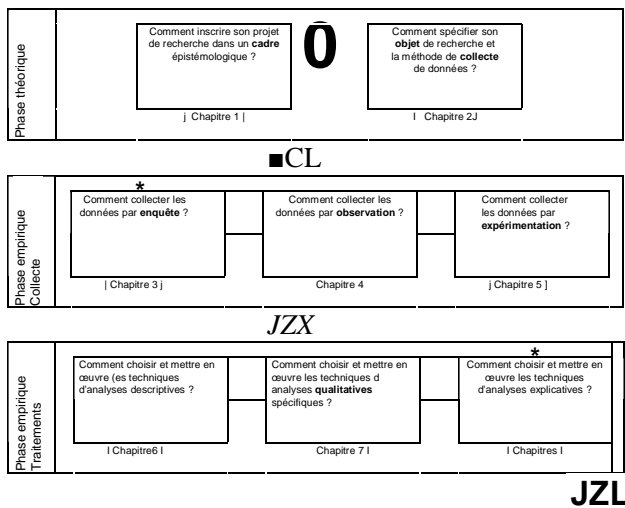 Phase théorique
Comment inscrire son projet
de recherche dans un cadre
épistémologique ?
j Chapitre 1 |
0
Comment spécifier son
objet de recherche et
la méthode de collecte
de données ?
I Chapitre 2J
■CL
Phase empirique
Collecte
*
Comment collecter les
données par enquête ?
| Chapitre 3 j
Comment collecter les
données par observation ?
Chapitre 4
Comment collecter
les données par
expérimentation ?
j Chapitre 5 ]
JZX
Phase empirique
Traitements
Comment choisir et mettre en
œuvre (es techniques
d'analyses descriptives ?
I Chapitre6 I
Comment choisir et mettre en
œuvre les techniques d
analyses qualitatives
spécifiques ?
Chapitre 7 I
*
Comment choisir et mettre en
œuvre les techniques
d'analyses explicatives ?
I Chapitres I
JZL